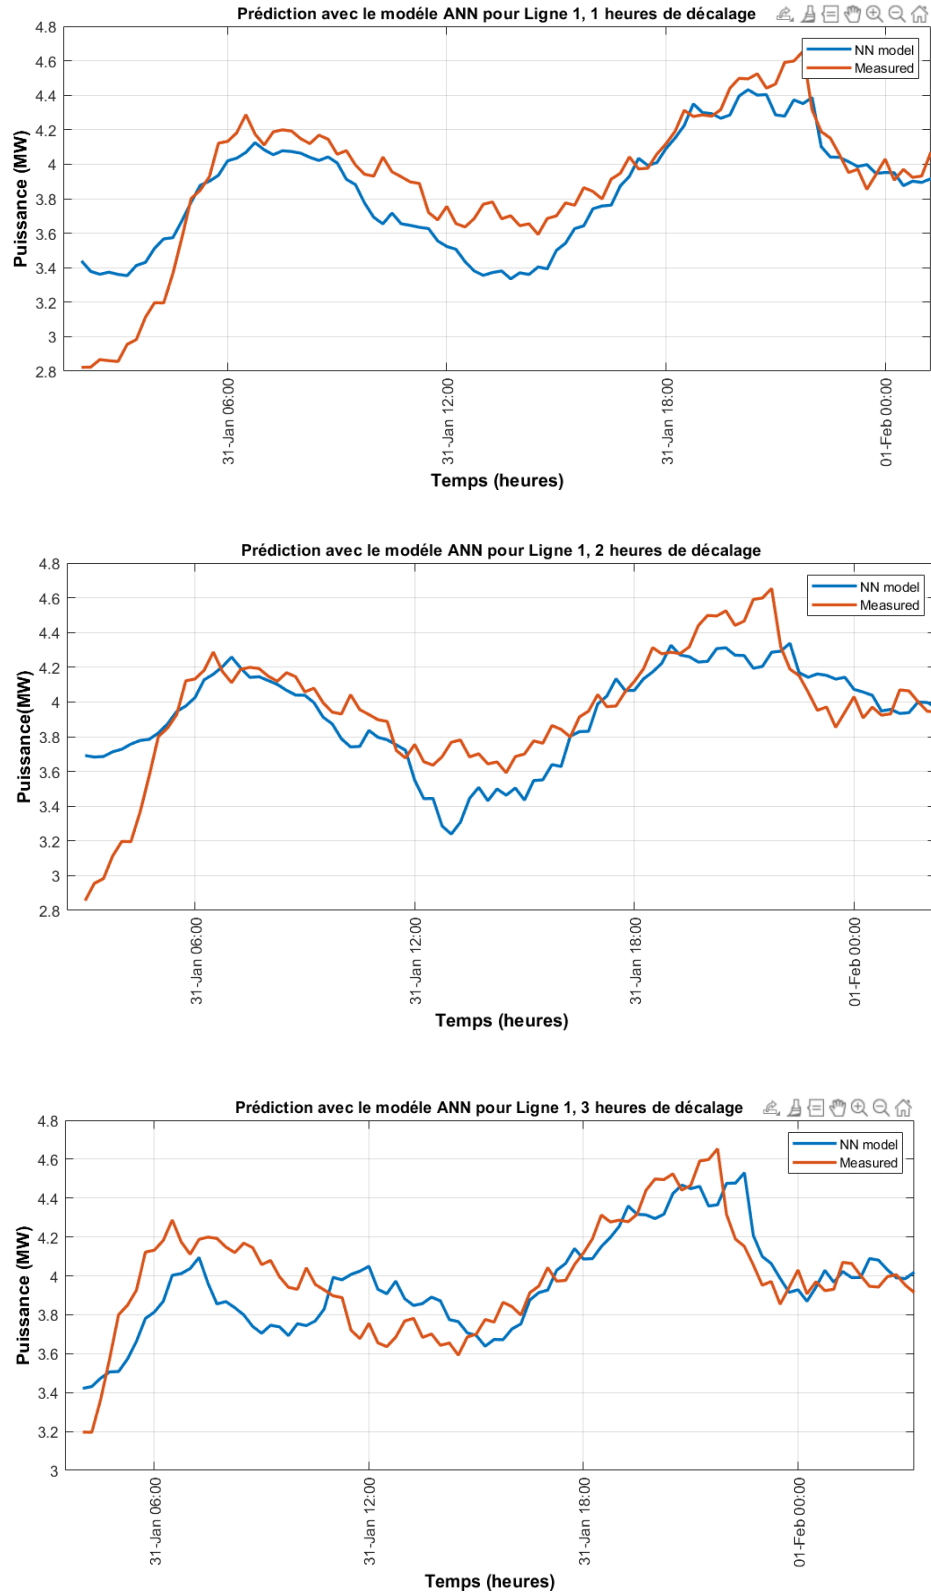 Prédiction avec le modéle ANN pour Ligne 1, 1 heures de décalage
NN model
Measured
4.8
4.6
4.4
4.2
4
3.8
3.6
3.4
3.2
3
2.8
Puissance (MW)
31-Jan 06:00
31-Jan 12:00
31-Jan 18:00
01-Feb 00:00
Temps (heures)
Prédiction avec le modéle ANN pour Ligne 1, 2 heures de décalage
NN model
Measured
4.8
4.6
4.4
4.2
4
3.8
3.6
3.4
3.2
3
2.8
Puissance(MW)
31-Jan 06:00
31-Jan 12:00
31-Jan 18:00
01-Feb 00:00
Temps (heures)
Prédiction avec le modéle ANN pour Ligne 1, 3 heures de décalage
NN model
Measured
4.8
4.6
4.4
4.2
4
3.8
3.6
3.4
3.2
3
Puissance (MW)
31-Jan 06:00
31-Jan 12:00
31-Jan 18:00
01-Feb 00:00
Temps (heures)